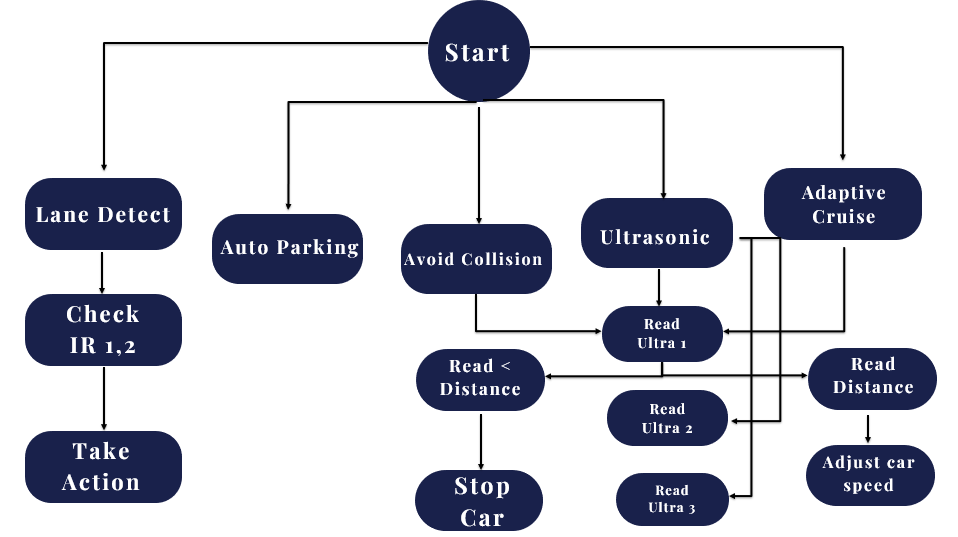 Start
Lane Detect
Auto Parking
Avoid Collision
Ultrasonic
Adaptive
Cruise
Check
IR 1,2
Take
Action
Read
Ultra 1
Read <
Distance
Read
Distance
Read
Ultra 2
Stop
Car
Read
Ultra 3
Adjust car
speed